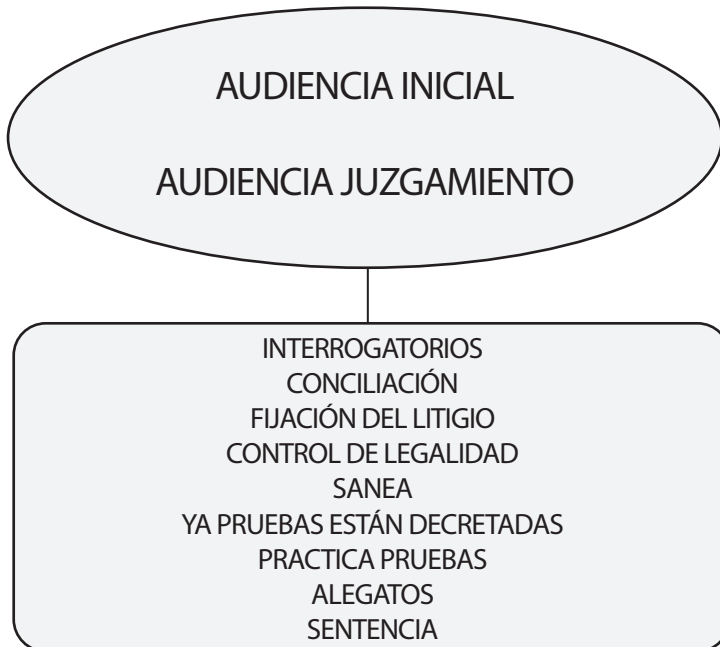 AUDIENCIA INICIAL
AUDIENCIA JUZGAMIENTO
INTERROGATORIOS
CONCILIACIÓN
FIJACIÓN DEL LITIGIO
CONTROL DE LEGALIDAD
SANEA
YA PRUEBAS ESTÁN DECRETADAS
PRACTICA PRUEBAS
ALEGATOS
SENTENCIA